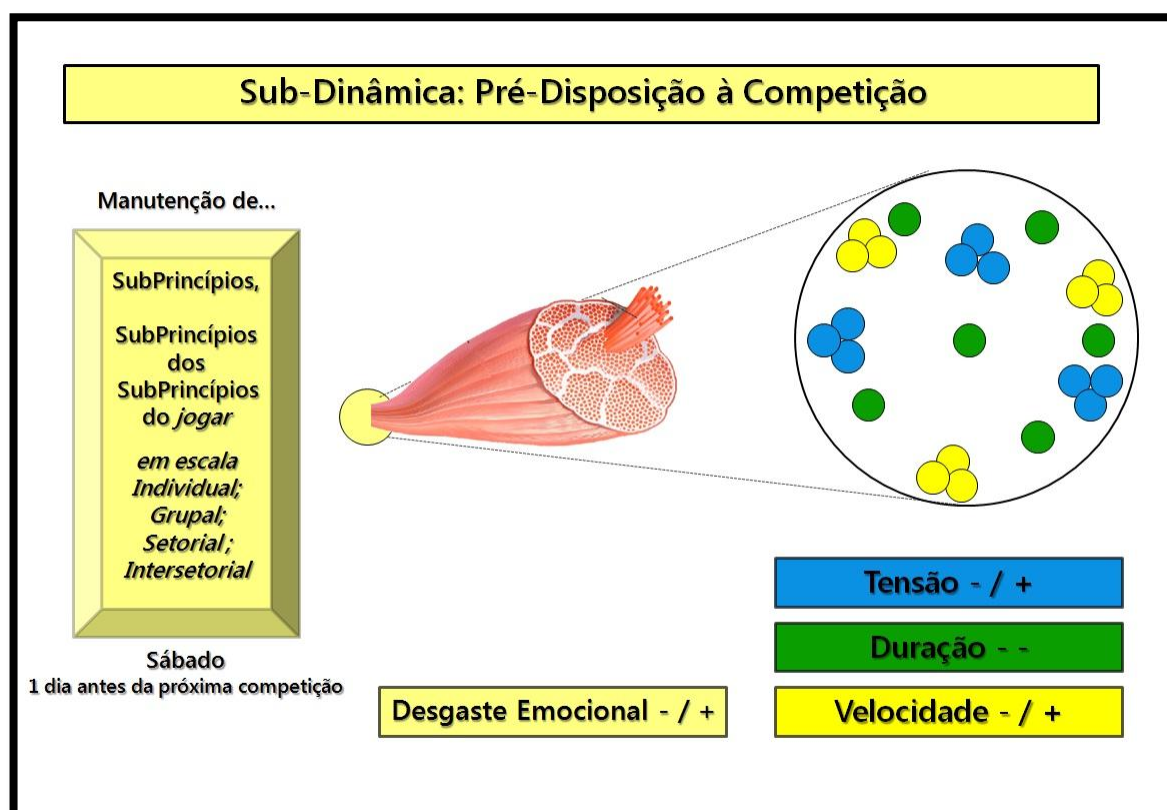 Sub-Dinâmica: Pré-Disposição à Competição
Manutenção de...
SubPrincípios,
SubPrincípios
dos
SubPrincípios
do jogar
em escala
Individual;
Grupal;
Setorial;
Intersetorial
Sábado
1 dia antes da próxima competição
Desgaste Emocional - / +
Tensão - / +
Duração - -
Velocidade - / +